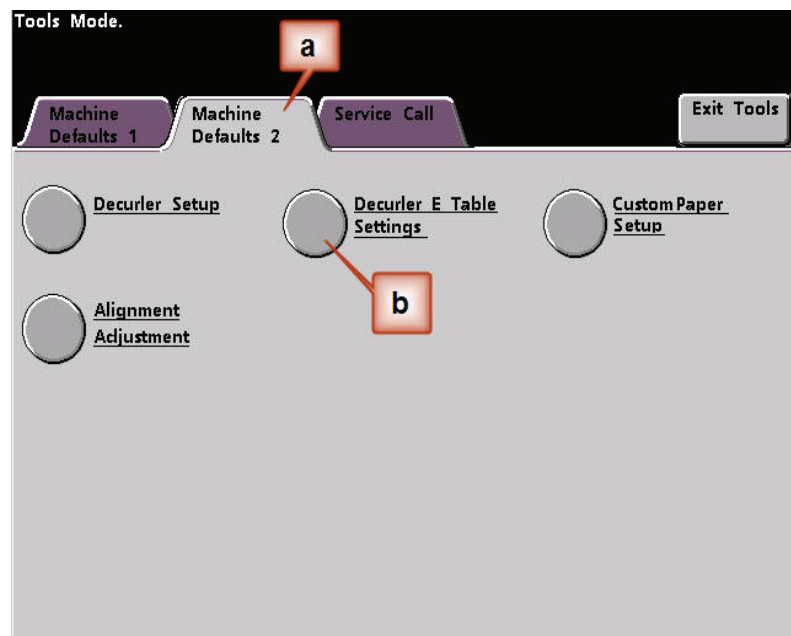 Tools Mode.
a
Machine
Defaults 1
Machine
Defaults 2
Service Call
Exit Tools
Decurler Setup
Decurler E Table
Settings
Custom Paper
Setup
b
Alignment
Adjustment